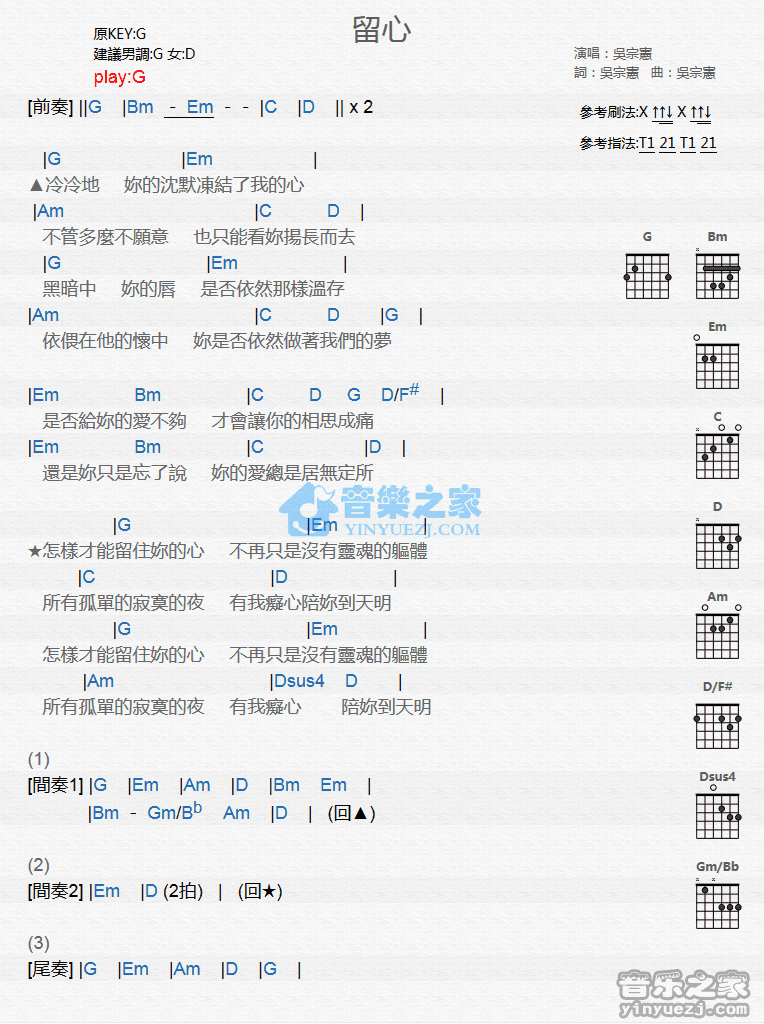 留心
原KEY:G
建議男調:G 女:D
play:G
演唱：吳宗憲
詞：吳宗憲 曲：吳宗憲
[前奏] ||G |Bm - Em - - |C |D || x 2
參考刷法:X ↑↑↓ X ↑↑↓
參考指法:T1 21 T1 21
|G |Em |
▲冷冷地 妳的沈默凍結了我的心
|Am |C D |
不管多麼不願意 也只能看妳揚長而去
|G |Em |
黑暗中 妳的唇 是否依然那樣溫存
|Am |C D |G |
依偎在他的懷中 妳是否依然做著我們的夢
|Em Bm |C D G D/F# |
是否給妳的愛不夠 才會讓你的相思成痛
|Em Bm |C |D |
還是妳只是忘了說 妳的愛總是居無定所
音樂之家
YINYUEZJ.COM
|G |Em |
★怎樣才能留住妳的心 不再只是沒有靈魂的軀體
|C |D |
所有孤單的寂寞的夜 有我癡心陪妳到天明
|G |Em |
怎樣才能留住妳的心 不再只是沒有靈魂的軀體
|Am |Dsus4 D |
所有孤單的寂寞的夜 有我癡心 陪妳到天明
(1)
[間奏1] |G |Em |Am |D |Bm Em |
|Bm - Gm/Bb Am |D | (回▲)
(2)
[間奏2] |Em |D (2拍) | (回★)
(3)
[尾奏] |G |Em |Am |D |G |
G Bm
Em
C
D
Am
D/F#
Dsus4
Gm/Bb
音乐之家
yinyuezj.com